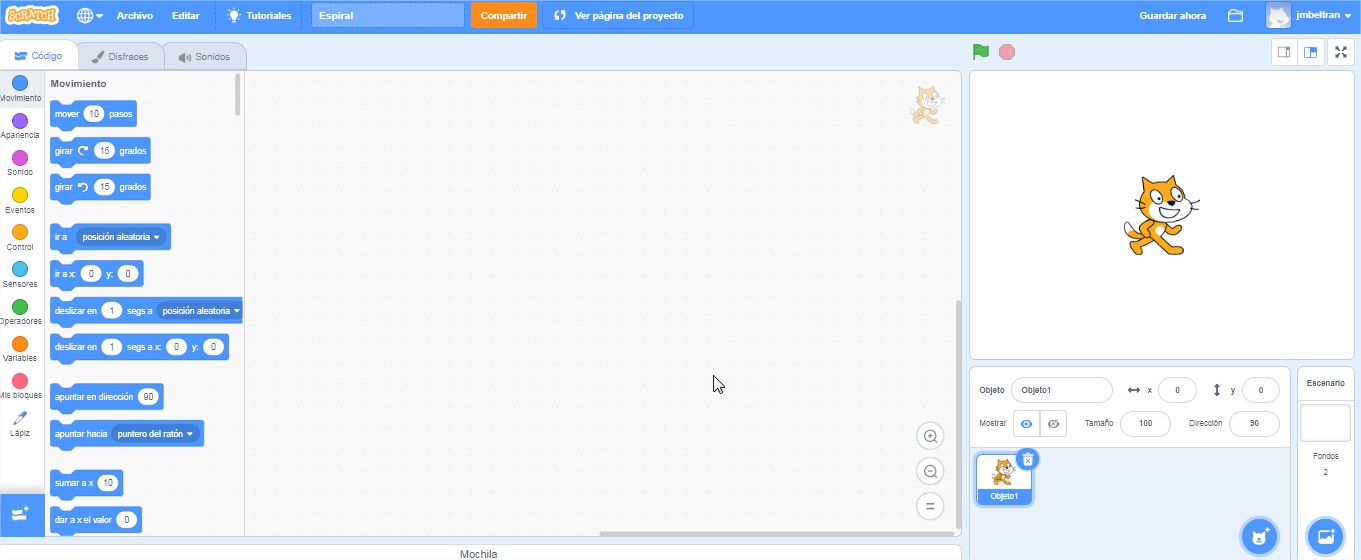 SCRATCH Archivo Editar Tutoriales Espiral Compartir Ver página del proyecto Guardar ahora jmbeltran
Código Disfraces Sonidos
Movimiento
Apariencia
Sonido
Eventos
Control
Sensores
Operadores
Variables
Mis bloques
Lápiz
Movimiento
mover 10 pasos
girar 15 grados
girar 15 grados
ir a posición aleatoria
ir a x: 0 y: 0
deslizar en 1 segs a posición aleatoria
deslizar en 1 segs a x: 0 y: 0
apuntar en dirección 90
apuntar hacia puntero del ratón
sumar a x 10
dar a x el valor 0
Objeto Objeto1 x 0 y 0
Mostrar Tamaño 100 Dirección 90
Objeto1
Escenario
Fondos
2
Mochila